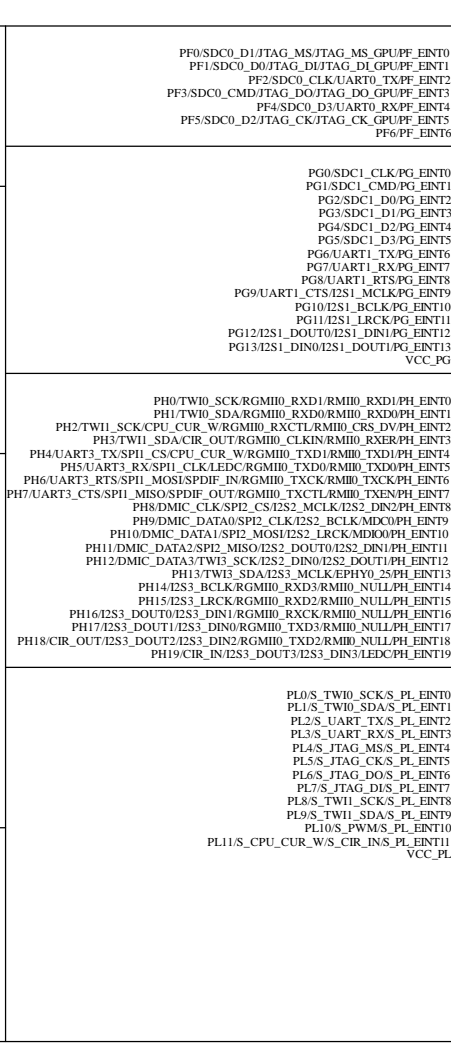 PF0/SDC0_D1/JTAG_MS/JTAG_MS_GPU/PF_EINT0
PF1/SDC0_D0/JTAG_DI/JTAG_DI_GPU/PF_EINT1
PF2/SDC0_CLK/UART0_TX/PF_EINT2
PF3/SDC0_CMD/JTAG_DO/JTAG_DO_GPU/PF_EINT3
PF4/SDC0_D3/UART0_RX/PF_EINT4
PF5/SDC0_D2/JTAG_CK/JTAG_CK_GPU/PF_EINT5
PF6/PF_EINT6
PG0/SDC1_CLK/PG_EINT0
PG1/SDC1_CMD/PG_EINT1
PG2/SDC1_D0/PG_EINT2
PG3/SDC1_D1/PG_EINT3
PG4/SDC1_D2/PG_EINT4
PG5/SDC1_D3/PG_EINT5
PG6/UART1_TX/PG_EINT6
PG7/UART1_RX/PG_EINT7
PG8/UART1_RTS/PG_EINT8
PG9/UART1_CTS/I2S1_MCLK/PG_EINT9
PG10/I2S1_BCLK/PG_EINT10
PG11/I2S1_LRCK/PG_EINT11
PG12/I2S1_DOUT0/I2S1_DIN1/PG_EINT12
PG13/I2S1_DIN0/I2S1_DOUT1/PG_EINT13
VCC_PG
PH0/TWI0_SCK/RGMII0_RXD1/RMII0_RXD1/PH_EINT0
PH1/TWI0_SDA/RGMII0_RXD0/RMII0_RXD0/PH_EINT1
PH2/TWI1_SCK/CPU_CUR_W/RGMII0_RXCTL/RMII0_CRS_DV/PH_EINT2
PH3/TWI1_SDA/CIR_OUT/RGMII0_CLKIN/RMII0_RXER/PH_EINT3
PH4/UART3_TX/SPI1_CS/CPU_CUR_W/RGMII0_TXD1/RMII0_TXD1/PH_EINT4
PH5/UART3_RX/SPI1_CLK/LEDC/RGMII0_TXD0/RMII0_TXD0/PH_EINT5
PH6/UART3_RTS/SPI1_MOSI/SPDIF_IN/RGMII0_TXCK/RMII0_TXCK/PH_EINT6
PH7/UART3_CTS/SPI1_MISO/SPDIF_OUT/RGMII0_TXCTL/RMII0_TXEN/PH_EINT7
PH8/DMIC_CLK/SPI2_CS/I2S2_MCLK/I2S2_DIN2/PH_EINT8
PH9/DMIC_DATA0/SPI2_CLK/I2S2_BCLK/MDC0/PH_EINT9
PH10/DMIC_DATA1/SPI2_MOSI/I2S2_LRCK/MDIO0/PH_EINT10
PH11/DMIC_DATA2/SPI2_MISO/I2S2_DOUT0/I2S2_DIN1/PH_EINT11
PH12/DMIC_DATA3/TWI3_SCK/I2S2_DIN0/I2S2_DOUT1/PH_EINT12
PH13/TWI3_SDA/I2S3_MCLK/EPHY0_25/PH_EINT13
PH14/I2S3_BCLK/RGMII0_RXD3/RMII0_NULL/PH_EINT14
PH15/I2S3_LRCK/RGMII0_RXD2/RMII0_NULL/PH_EINT15
PH16/I2S3_DOUT0/I2S3_DIN1/RGMII0_RXCK/RMII0_NULL/PH_EINT16
PH17/I2S3_DOUT1/I2S3_DIN0/RGMII0_TXD3/RMII0_NULL/PH_EINT17
PH18/CIR_OUT/I2S3_DOUT2/I2S3_DIN2/RGMII0_TXD2/RMII0_NULL/PH_EINT18
PH19/CIR_IN/I2S3_DOUT3/I2S3_DIN3/LEDC/PH_EINT19
PL0/S_TWI0_SCK/S_PL_EINT0
PL1/S_TWI0_SDA/S_PL_EINT1
PL2/S_UART_TX/S_PL_EINT2
PL3/S_UART_RX/S_PL_EINT3
PL4/S_JTAG_MS/S_PL_EINT4
PL5/S_JTAG_CK/S_PL_EINT5
PL6/S_JTAG_DO/S_PL_EINT6
PL7/S_JTAG_DI/S_PL_EINT7
PL8/S_TWI1_SCK/S_PL_EINT8
PL9/S_TWI1_SDA/S_PL_EINT9
PL10/S_PWM/S_PL_EINT10
PL11/S_CPU_CUR_W/S_CIR_IN/S_PL_EINT11
VCC_PL